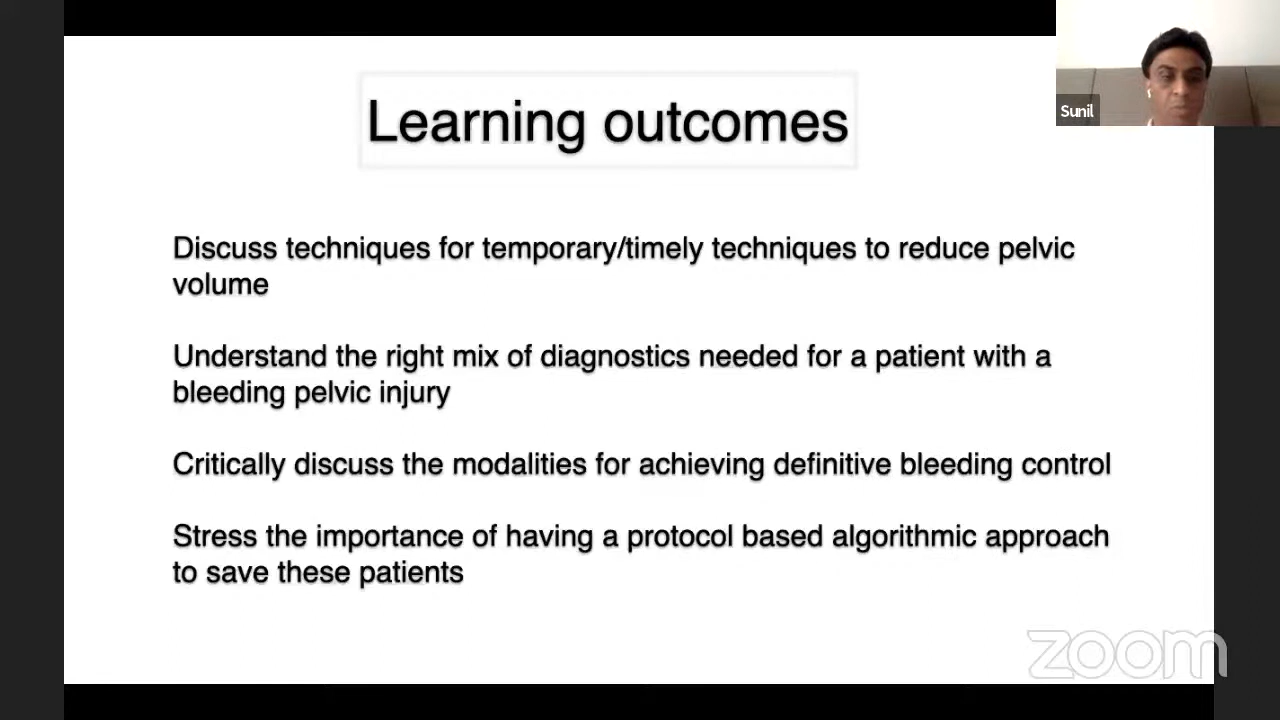 Learning outcomes
Sunil
Discuss techniques for temporary/timely techniques to reduce pelvic
volume
Understand the right mix of diagnostics needed for a patient with a
bleeding pelvic injury
Critically discuss the modalities for achieving definitive bleeding control
Stress the importance of having a protocol based algorithmic approach
to save these patients
zoom